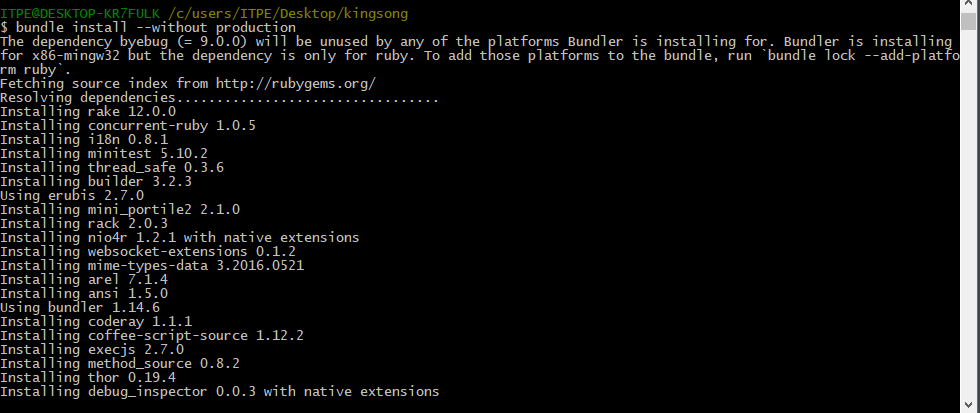 ITPE@DESKTOP-KR7FULK /c/users/ITPE/Desktop/kingsong
$ bundle install --without production
The dependency byebug (= 9.0.0) will be unused by any of the platforms Bundler is installing for. Bundler is installing
for x86-mingw32 but the dependency is only for ruby. To add those platforms to the bundle, run `bundle lock --add-platfo
rm ruby`.
Fetching source index from http://rubygems.org/
Resolving dependencies.................................
Installing rake 12.0.0
Installing concurrent-ruby 1.0.5
Installing i18n 0.8.1
Installing minitest 5.10.2
Installing thread_safe 0.3.6
Installing builder 3.2.3
Using erubis 2.7.0
Installing mini_portile2 2.1.0
Installing rack 2.0.3
Installing nio4r 1.2.1 with native extensions
Installing websocket-extensions 0.1.2
Installing mime-types-data 3.2016.0521
Installing arel 7.1.4
Installing ansi 1.5.0
Using bundler 1.14.6
Installing coderay 1.1.1
Installing coffee-script-source 1.12.2
Installing execjs 2.7.0
Installing method_source 0.8.2
Installing thor 0.19.4
Installing debug_inspector 0.0.3 with native extensions